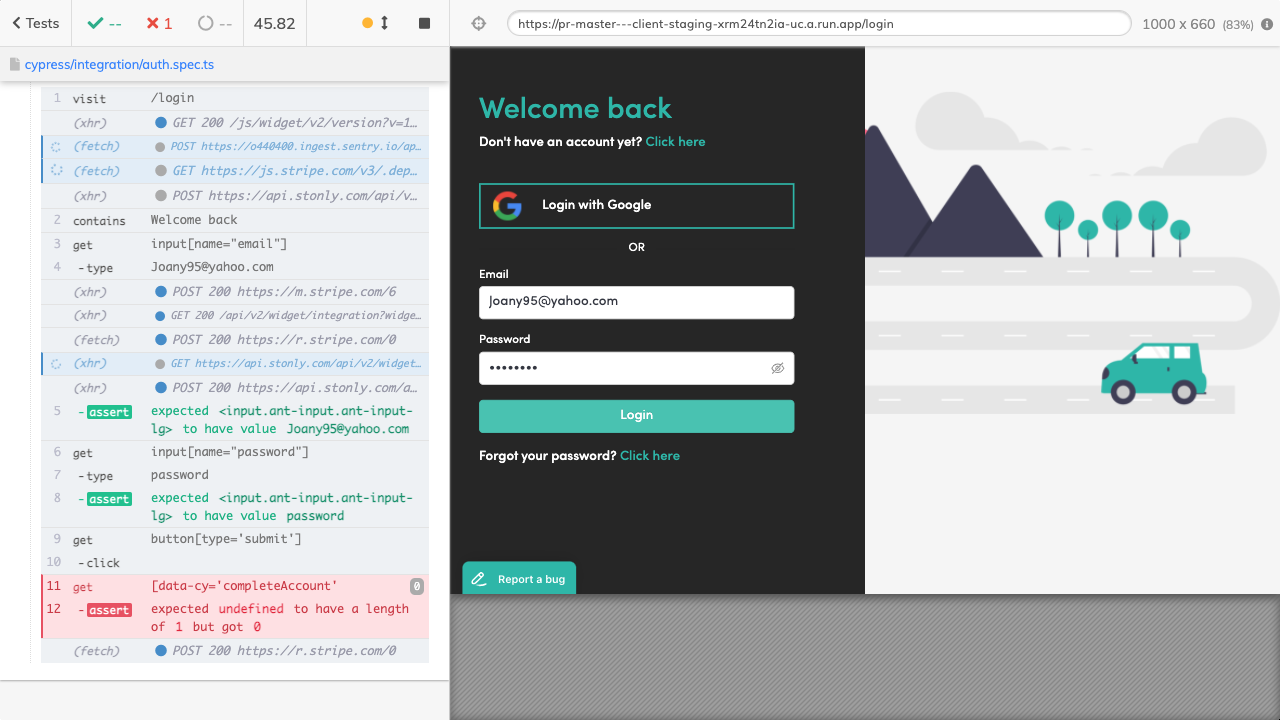 Tests
--
1
--
45.82
https://pr-master---client-staging-xrm24tn2ia-uc.a.run.app/login
1000 x 660 (83%)
cypress/integration/auth.spec.ts
1 visit /login
(xhr) GET 200 /js/widget/v2/version?v=1…
(fetch) POST https://o440400.ingest.sentry.io/ap…
(fetch) GET https://js.stripe.com/v3/.dep…
(xhr) POST https://api.stonly.com/api/v…
2 contains Welcome back
3 get input[name="email"]
4 -type Joany95@yahoo.com
(xhr) POST 200 https://m.stripe.com/6
(xhr) GET 200 /api/v2/widget/integration?widge…
(fetch) POST 200 https://r.stripe.com/0
(xhr) GET https://api.stonly.com/api/v2/widget…
(xhr) POST 200 https://api.stonly.com/a…
5 -assert expected <input.ant-input.ant-input-
lg> to have value Joany95@yahoo.com
6 get input[name="password"]
7 -type password
8 -assert expected <input.ant-input.ant-input-
lg> to have value password
9 get button[type='submit']
10 -click
11 get [data-cy='completeAccount' 0
12 -assert expected undefined to have a length
of 1 but got 0
(fetch) POST 200 https://r.stripe.com/0
Welcome back
Don't have an account yet? Click here
Login with Google
OR
Email
Joany95@yahoo.com
Password
••••••••
Login
Forgot your password? Click here
Report a bug